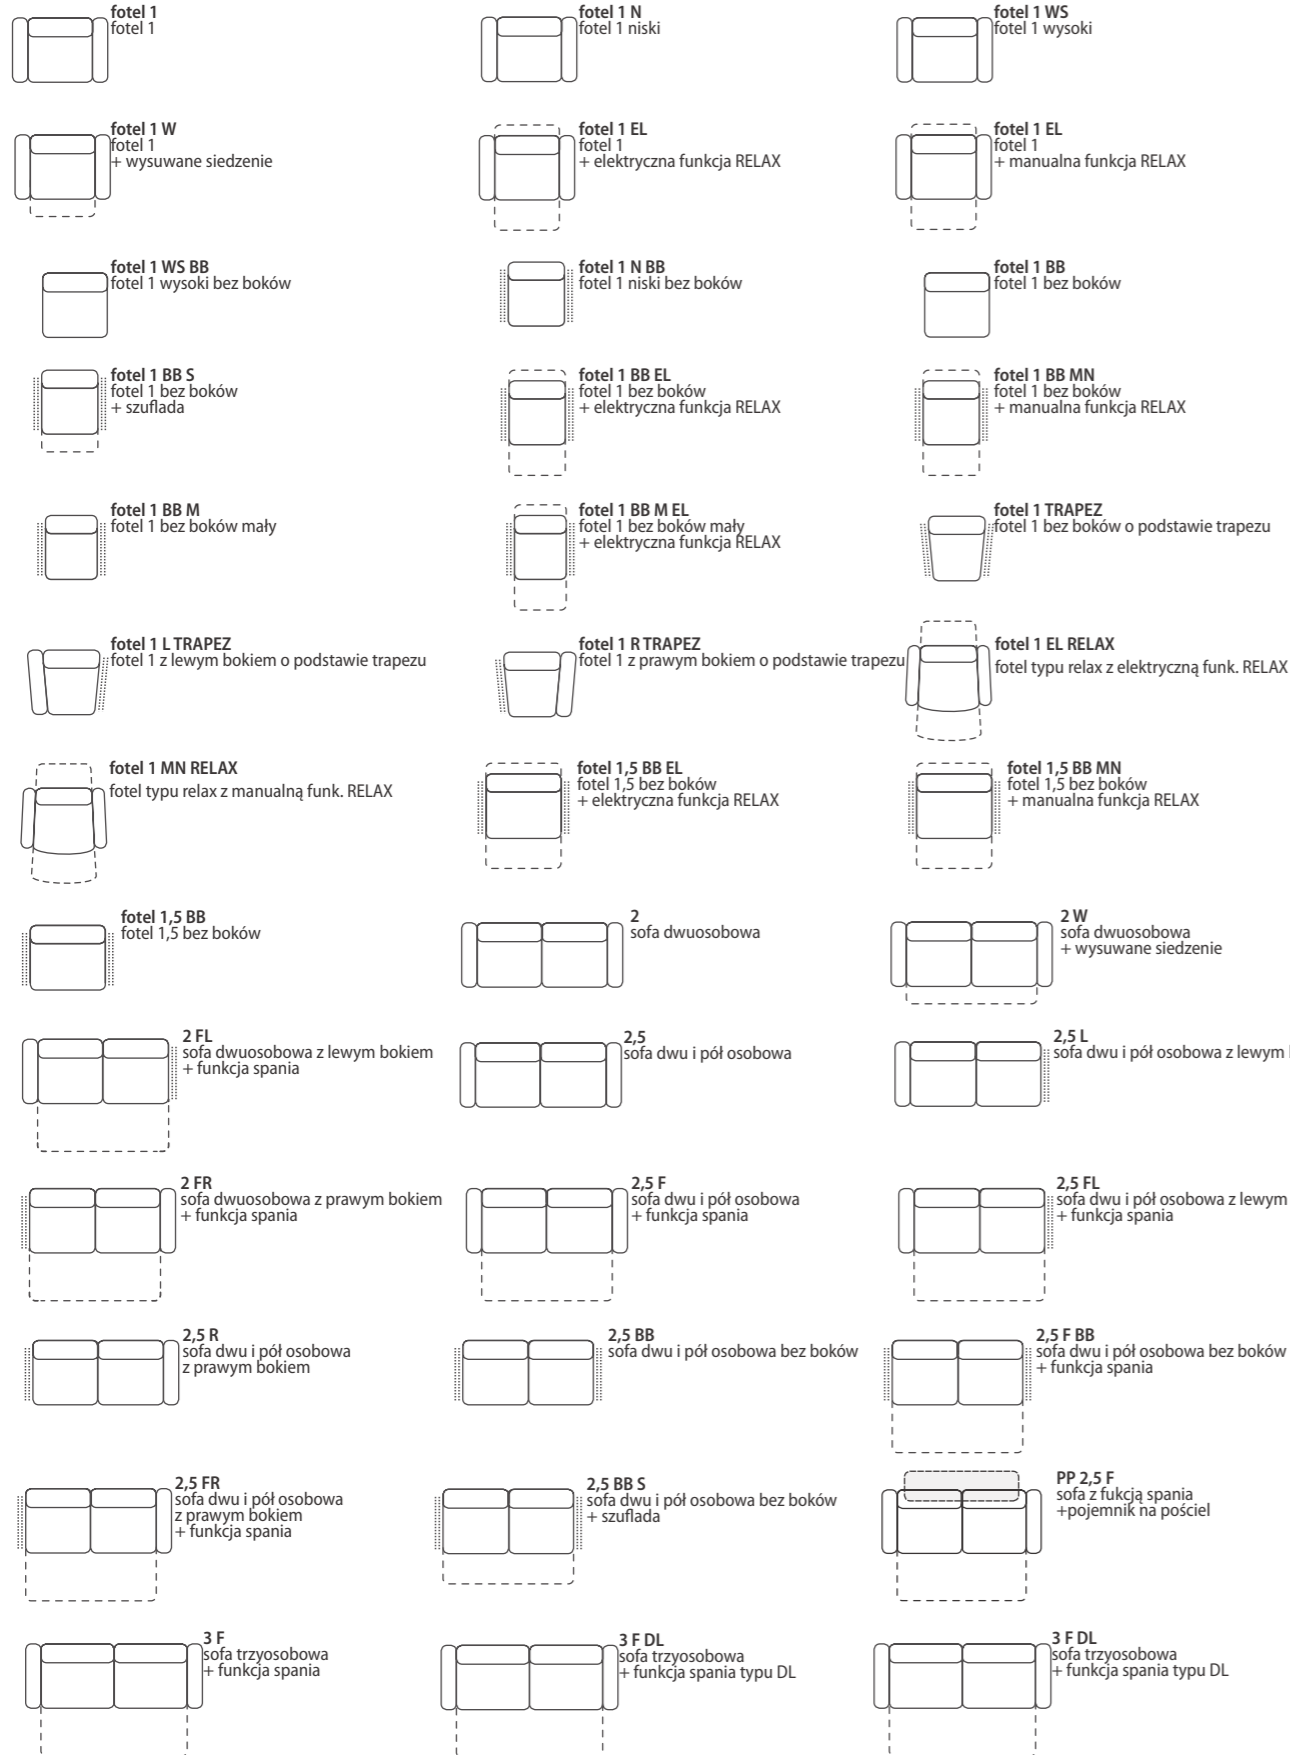 fotel 1
fotel 1
fotel 1 N
fotel 1 niski
fotel 1 WS
fotel 1 wysoki
fotel 1 W
fotel 1
+ wysuwane siedzenie
fotel 1 EL
fotel 1
+ elektryczna funkcja RELAX
fotel 1 EL
fotel 1
+ manualna funkcja RELAX
fotel 1 WS BB
fotel 1 wysoki bez boków
fotel 1 N BB
fotel 1 niski bez boków
fotel 1 BB
fotel 1 bez boków
fotel 1 BB S
fotel 1 bez boków
+ szuflada
fotel 1 BB EL
fotel 1 bez boków
+ elektryczna funkcja RELAX
fotel 1 BB MN
fotel 1 bez boków
+ manualna funkcja RELAX
fotel 1 BB M
fotel 1 bez boków mały
fotel 1 BB M EL
fotel 1 bez boków mały
+ elektryczna funkcja RELAX
fotel 1 TRAPEZ
fotel 1 bez boków o podstawie trapezu
fotel 1 L TRAPEZ
fotel 1 z lewym bokiem o podstawie trapezu
fotel 1 R TRAPEZ
fotel 1 z prawym bokiem o podstawie trapezu
fotel 1 EL RELAX
fotel typu relax z elektryczną funk. RELAX
fotel 1 MN RELAX
fotel typu relax z manualną funk. RELAX
fotel 1,5 BB EL
fotel 1,5 bez boków
+ elektryczna funkcja RELAX
fotel 1,5 BB MN
fotel 1,5 bez boków
+ manualna funkcja RELAX
fotel 1,5 BB
fotel 1,5 bez boków
2
sofa dwuosobowa
2 W
sofa dwuosobowa
+ wysuwane siedzenie
2 FL
sofa dwuosobowa z lewym bokiem
+ funkcja spania
2,5
sofa dwu i pół osobowa
2,5 L
sofa dwu i pół osobowa z lewym
2 FR
sofa dwuosobowa z prawym bokiem
+ funkcja spania
2,5 F
sofa dwu i pół osobowa
+ funkcja spania
2,5 FL
sofa dwu i pół osobowa z lewym
+ funkcja spania
2,5 R
sofa dwu i pół osobowa
z prawym bokiem
2,5 BB
sofa dwu i pół osobowa bez boków
2,5 F BB
sofa dwu i pół osobowa bez boków
+ funkcja spania
2,5 FR
sofa dwu i pół osobowa
z prawym bokiem
+ funkcja spania
2,5 BB S
sofa dwu i pół osobowa bez boków
+ szuflada
PP 2,5 F
sofa z fukcją spania
+pojemnik na pościel
3 F
sofa trzyosobowa
+ funkcja spania
3 F DL
sofa trzyosobowa
+ funkcja spania typu DL
3 F DL
sofa trzyosobowa
+ funkcja spania typu DL